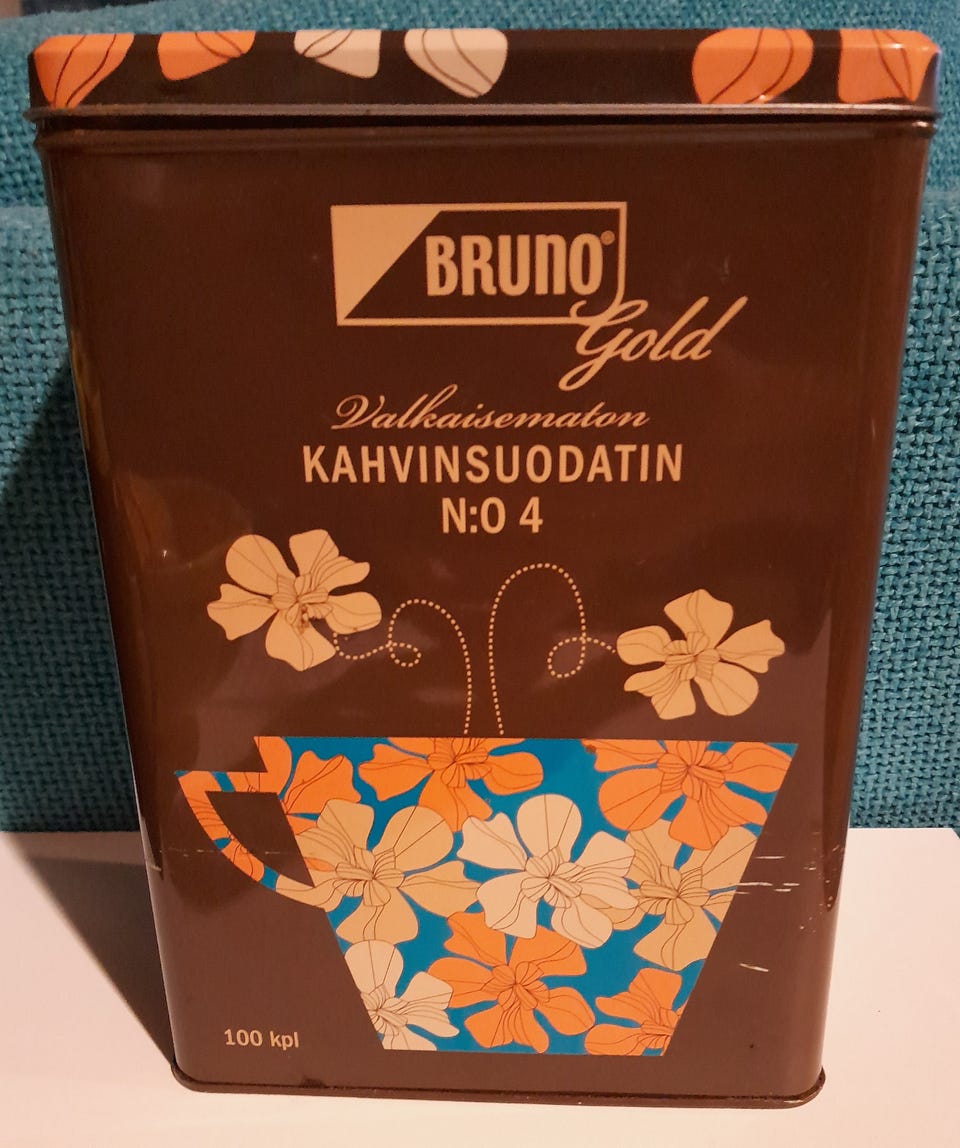 BRUNO®
Gold
Valkaisematon
KAHVINSUODATIN
N:O 4
100 kpl